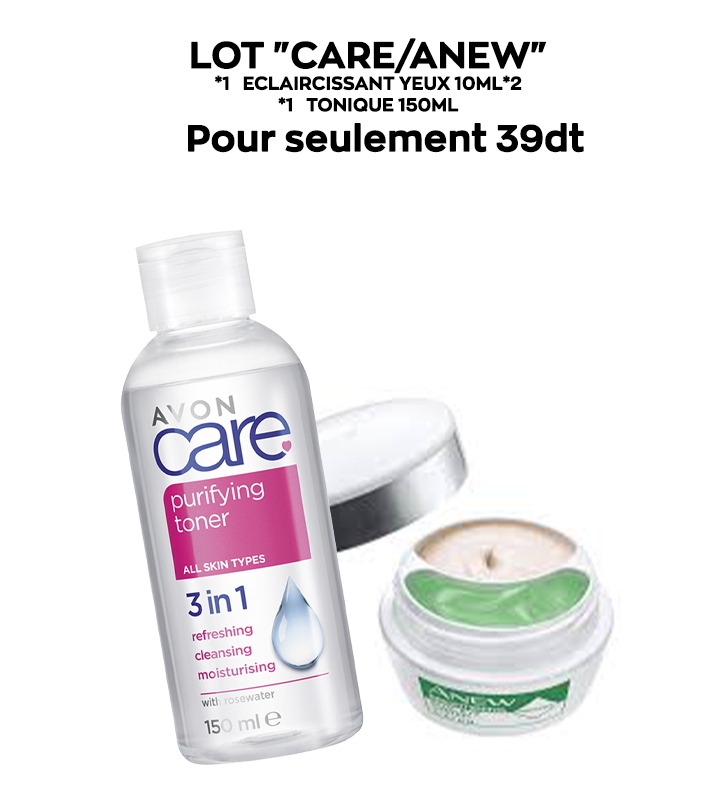 LOT "CARE/ANEW"
*1 ECLAIRCISSANT YEUX 10ML*2
*1 TONIQUE 150ML
Pour seulement 39dt
AVON
care
purifying
toner
ALL SKIN TYPES
3 in 1
refreshing
cleansing
moisturising
with rosewater
150 ml e
ANEW